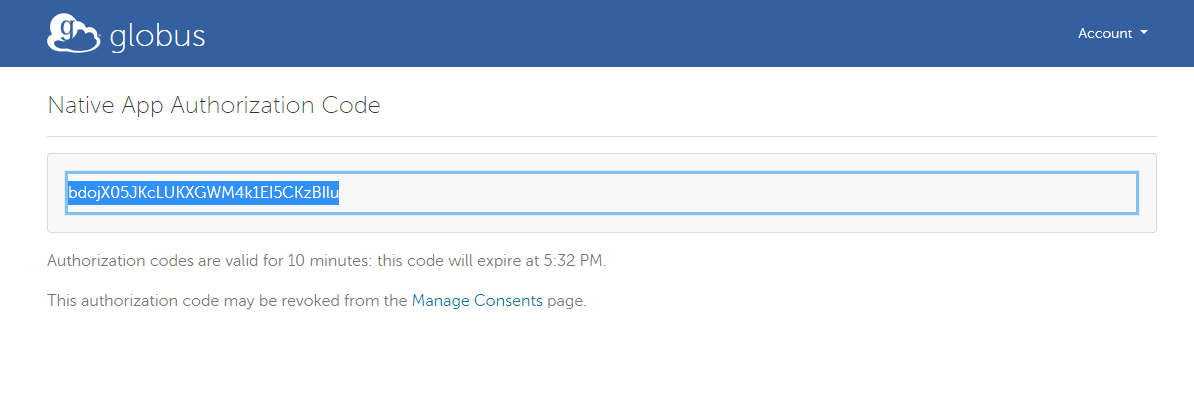 globus
Account
Native App Authorization Code
bdojX05JKcLUKXGWM4k1EI5CKzBIlu
Authorization codes are valid for 10 minutes: this code will expire at 5:32 PM.
This authorization code may be revoked from the Manage Consents page.